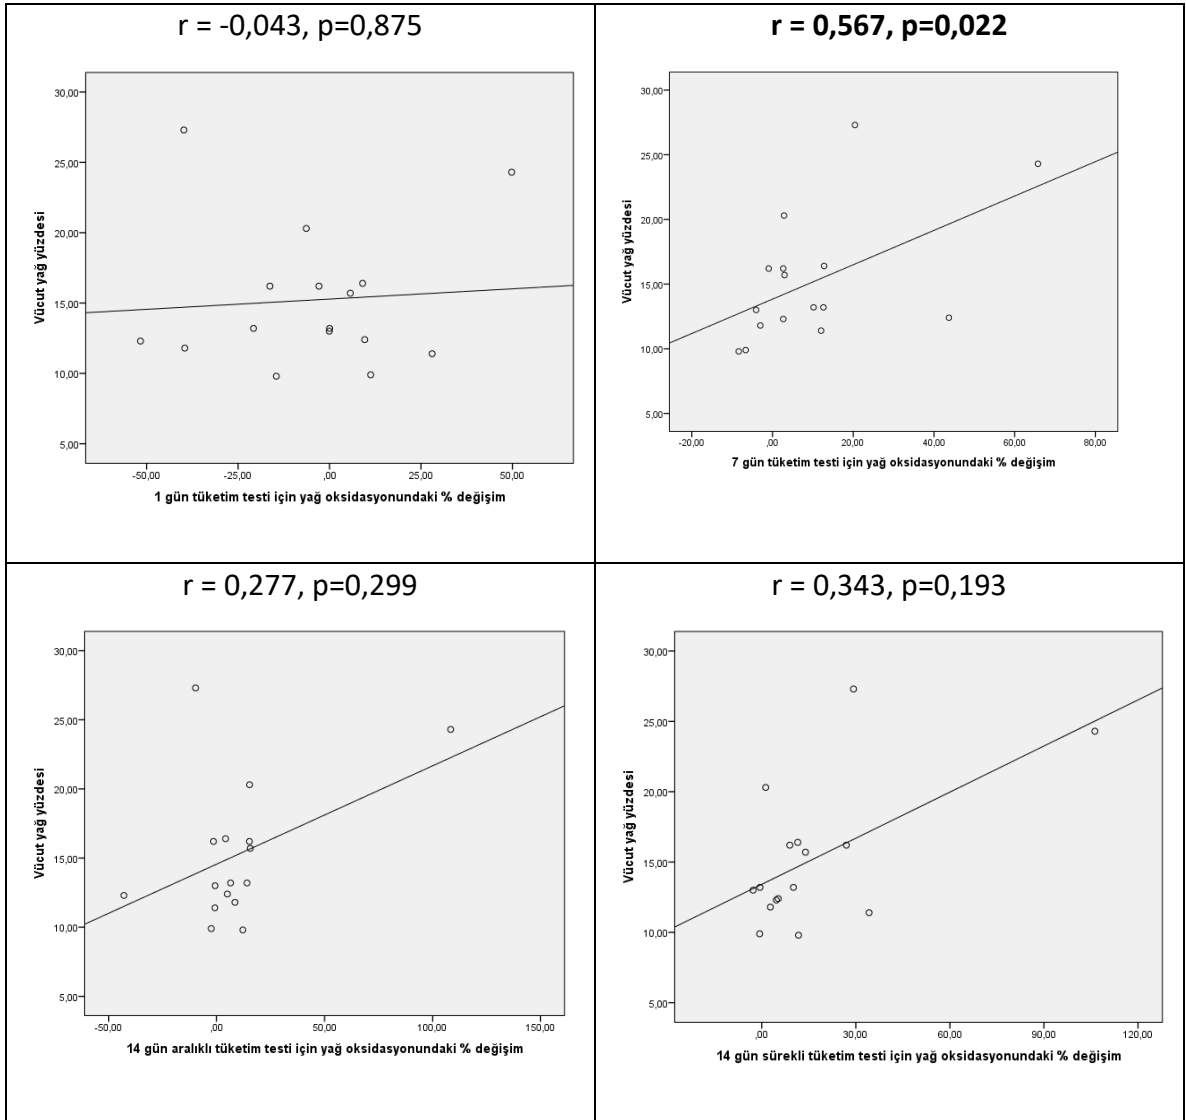 r = -0,043, p=0,875
30,00
25,00
20,00
15,00
10,00
5,00
Vücut yağ yüzdesi
-50,00 -25,00 ,00 25,00 50,00
1 gün tüketim testi için yağ oksidasyonundaki % değişim
r = 0,567, p=0,022
30,00
25,00
20,00
15,00
10,00
5,00
Vücut yağ yüzdesi
-20,00 ,00 20,00 40,00 60,00 80,00
7 gün tüketim testi için yağ oksidasyonundaki % değişim
r = 0,277, p=0,299
30,00
25,00
20,00
15,00
10,00
5,00
Vücut yağ yüzdesi
-50,00 ,00 50,00 100,00 150,00
14 gün aralıklı tüketim testi için yağ oksidasyonundaki % değişim
r = 0,343, p=0,193
30,00
25,00
20,00
15,00
10,00
5,00
Vücut yağ yüzdesi
,00 30,00 60,00 90,00 120,00
14 gün sürekli tüketim testi için yağ oksidasyonundaki % değişim